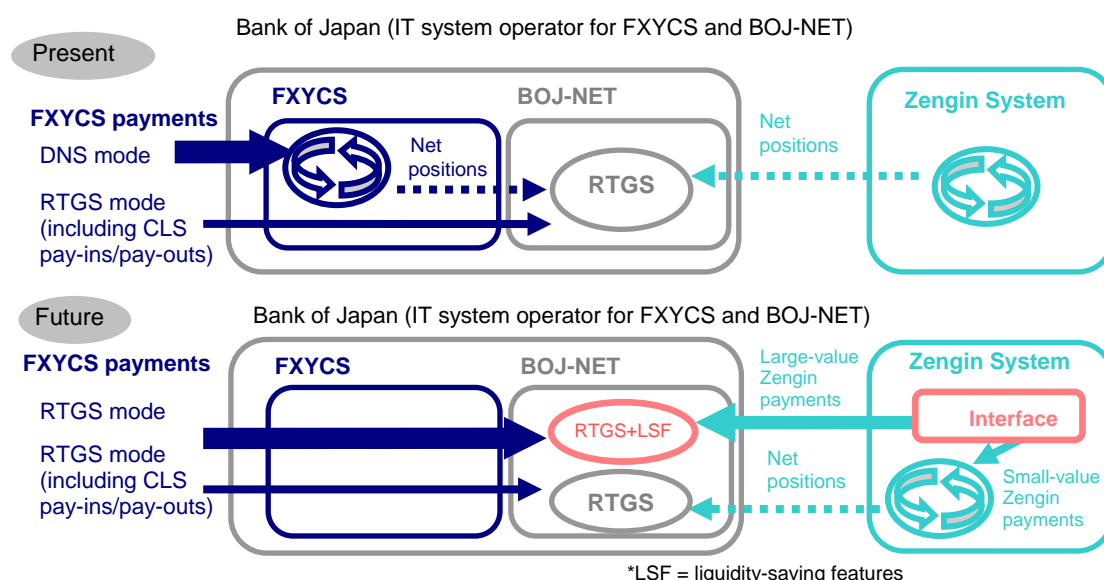 Bank of Japan (IT system operator for FXYCS and BOJ-NET)
Present
FXYCS
BOJ-NET
Zengin System
FXYCS payments
DNS mode
Net
positions
Net
positions
RTGS
RTGS mode
(including CLS
pay-ins/pay-outs)
Future
Bank of Japan (IT system operator for FXYCS and BOJ-NET)
FXYCS payments
FXYCS
BOJ-NET
Large-value
Zengin
payments
Zengin System
RTGS mode
RTGS+LSF
Interface
RTGS mode
(including CLS
pay-ins/pay-outs)
RTGS
Net
positions
Small-value
Zengin
payments
*LSF = liquidity-saving features